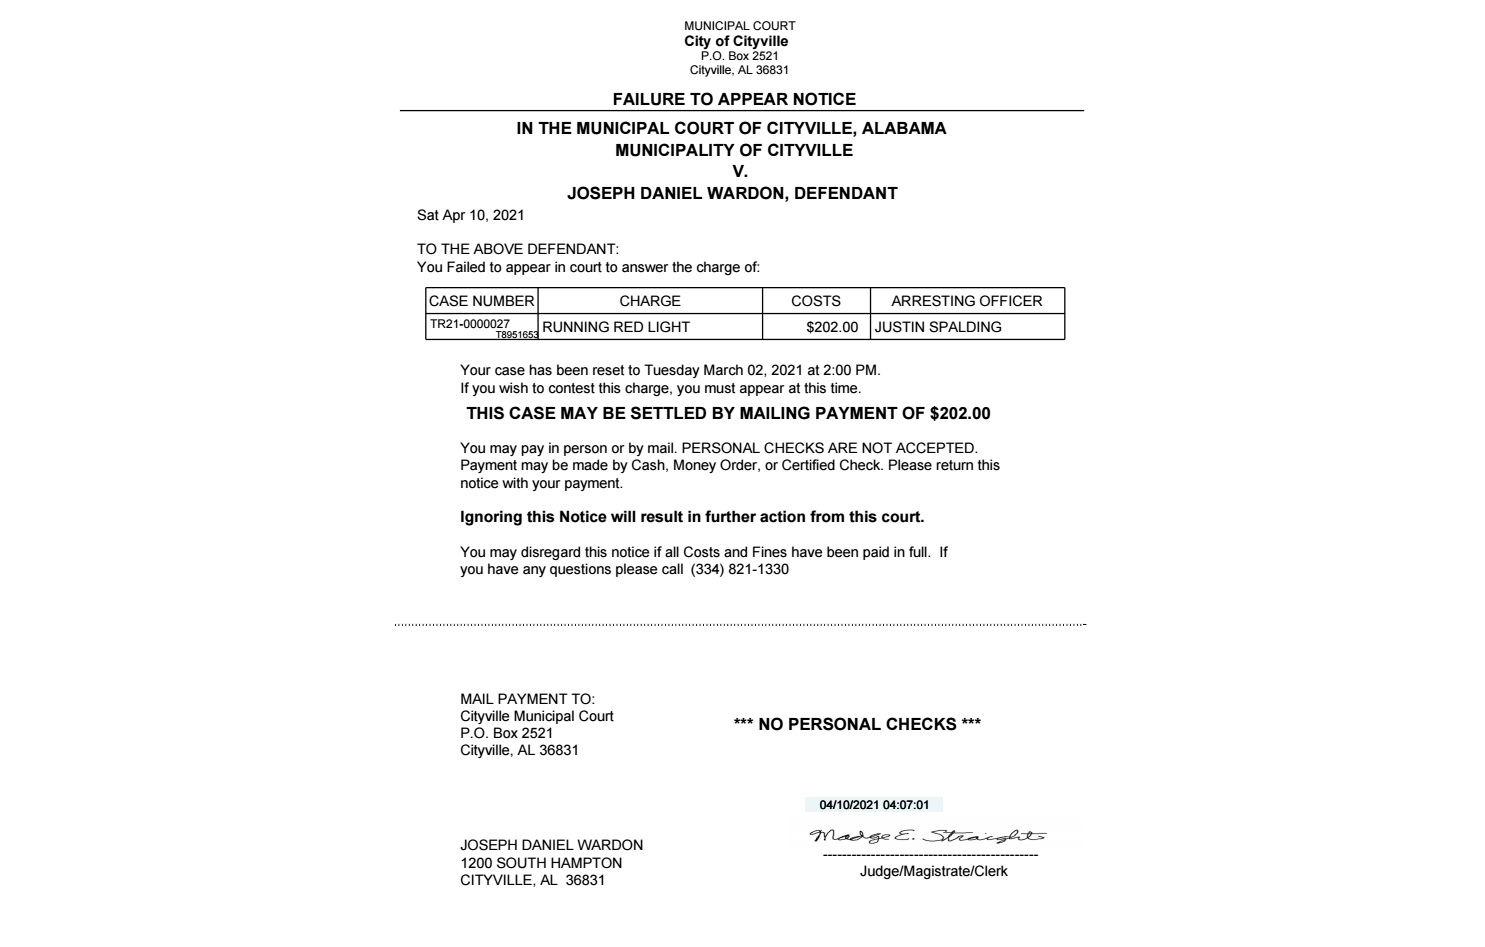 MUNICIPAL COURT
City of Cityville
P.O. Box 2521
Cityville, AL 36831
FAILURE TO APPEAR NOTICE
IN THE MUNICIPAL COURT OF CITYVILLE, ALABAMA
MUNICIPALITY OF CITYVILLE
V.
JOSEPH DANIEL WARDON, DEFENDANT
Sat Apr 10, 2021
TO THE ABOVE DEFENDANT:
You Failed to appear in court to answer the charge of:
CASE NUMBER CHARGE COSTS ARRESTING OFFICER
TR21-0000027 RUNNING RED LIGHT $202.00 JUSTIN SPALDING
T8951653
Your case has been reset to Tuesday March 02, 2021 at 2:00 PM.
If you wish to contest this charge, you must appear at this time.
THIS CASE MAY BE SETTLED BY MAILING PAYMENT OF $202.00
You may pay in person or by mail. PERSONAL CHECKS ARE NOT ACCEPTED.
Payment may be made by Cash, Money Order, or Certified Check. Please return this
notice with your payment.
Ignoring this Notice will result in further action from this court.
You may disregard this notice if all Costs and Fines have been paid in full. If
you have any questions please call (334) 821-1330
MAIL PAYMENT TO:
Cityville Municipal Court
P.O. Box 2521
Cityville, AL 36831
*** NO PERSONAL CHECKS ***
04/10/2021 04:07:01
Madge E. Straight
Judge/Magistrate/Clerk
JOSEPH DANIEL WARDON
1200 SOUTH HAMPTON
CITYVILLE, AL 36831